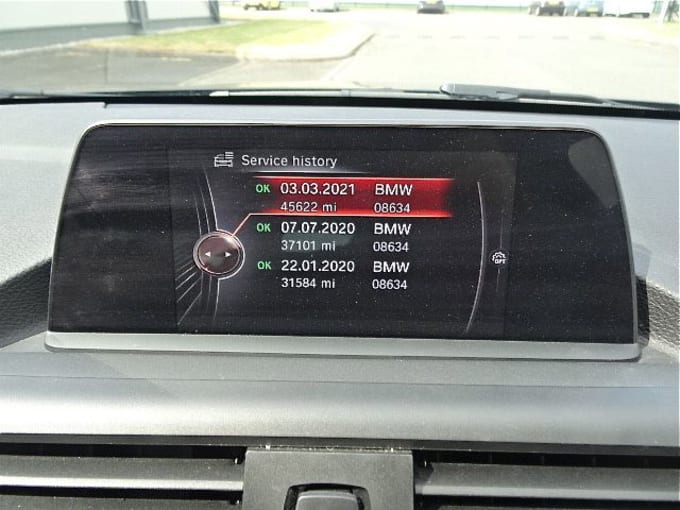 Service history
OK 03.03.2021 BMW
45622 mi 08634
OK 07.07.2020 BMW
37101 mi 08634
OK 22.01.2020 BMW
31584 mi 08634
OPT